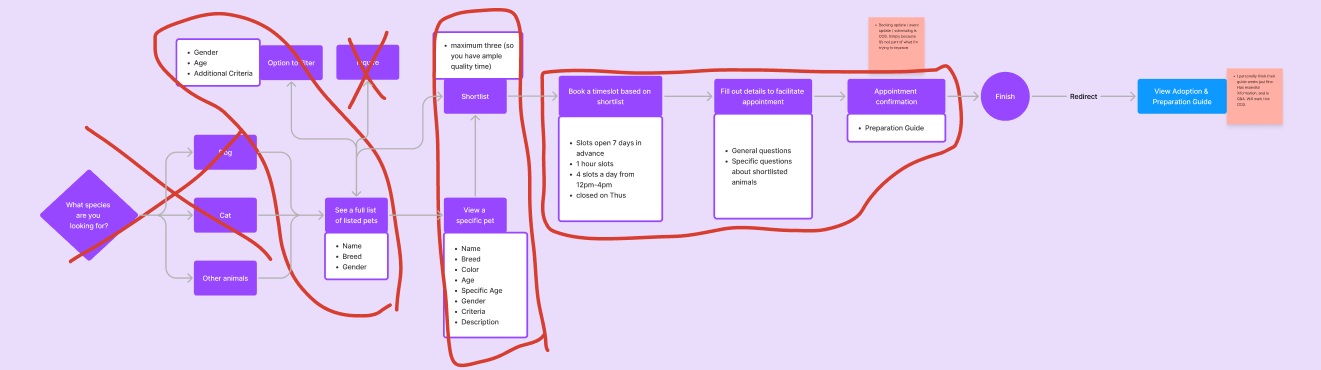 Gender
Age
Additional Criteria
Option to Filter
maximum three (so
you have ample
quality time)
Shortlist
Booking update / event
Book a timeslot based on
shortlist
Fill out details to facilitate
appointment
Appointment
confirmation
Preparation Guide
Finish
Redirect
View Adoption &
Preparation Guide
Slots open 7 days in
advance
1 hour slots
4 slots a day from
12pm-4pm
closed on Thus
General questions
Specific questions
about shortlisted
animals
What species
are you
looking for?
Dog
Cat
Other animals
See a full list
of listed pets
Name
Breed
Gender
View a
specific pet
Name
Breed
Color
Age
Specific Age
Gender
Criteria
Description